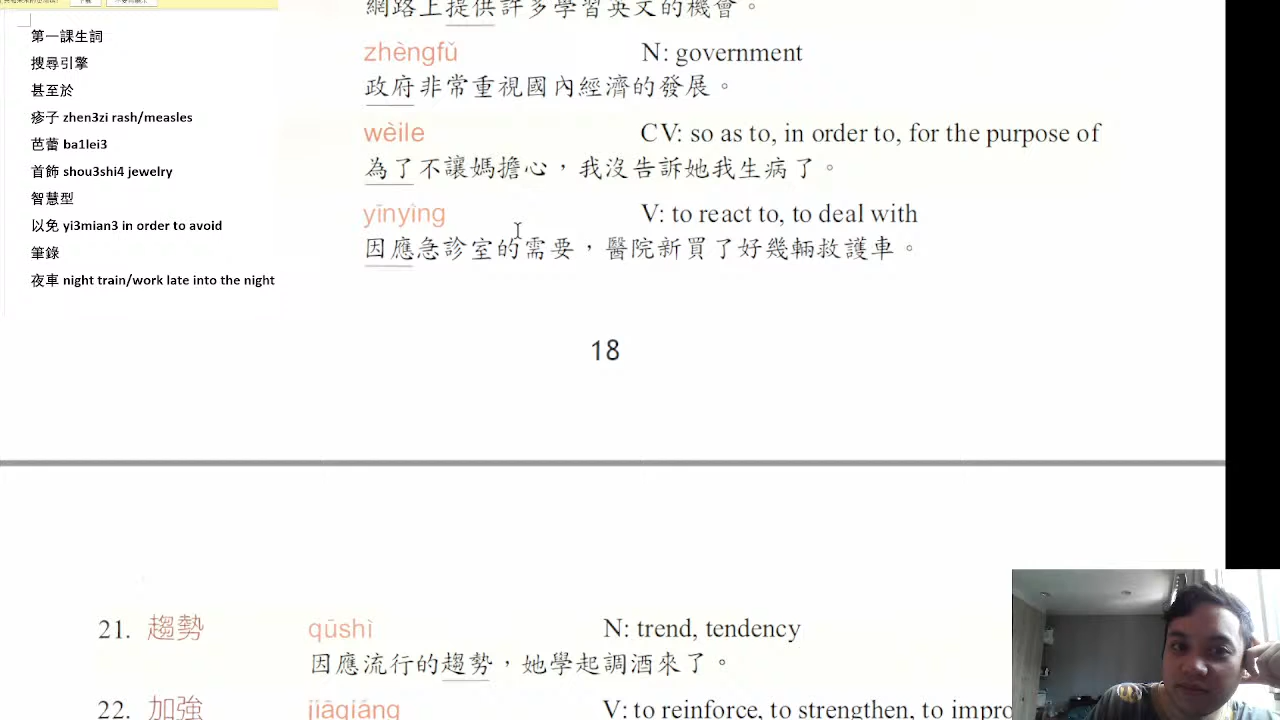 第一課生詞
搜尋引擎
甚至於
疹子 zhen3zi rash/measles
芭蕾 ba1lei3
首飾 shou3shi4 jewelry
智慧型
以免 yi3mian3 in order to avoid
筆錄
夜車 night train/work late into the night
網路上提供許多學習英文的機會。
zhèngfǔ N: government
政府非常重視國內經濟的發展。
wèile CV: so as to, in order to, for the purpose of
為了不讓媽擔心，我沒告訴她我生病了。
yīnyìng V: to react to, to deal with
因應急診室的需要，醫院新買了好幾輛救護車。
18
21. 趨勢 qūshì N: trend, tendency
因應流行的趨勢，她學起調酒來了。
22. 加強 jiāqiáng V: to reinforce, to strengthen, to impro